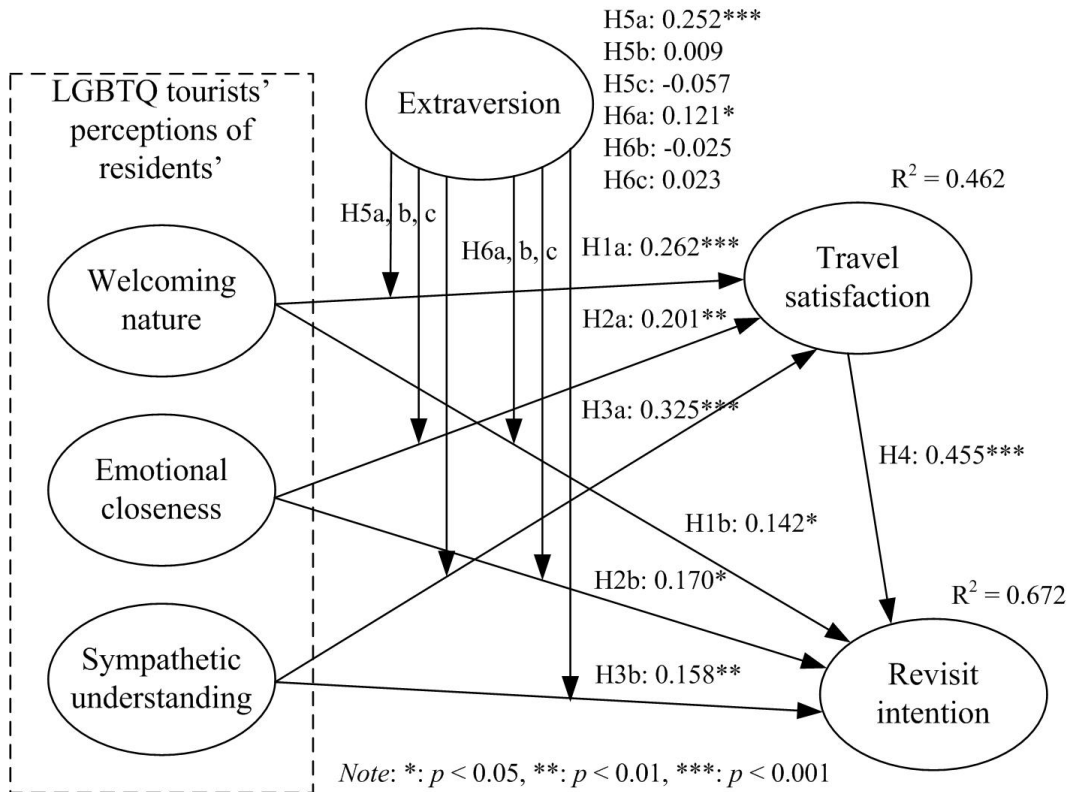 H5a: 0.252***
H5b: 0.009
H5c: -0.057
H6a: 0.121*
H6b: -0.025
H6c: 0.023
Extraversion
LGBTQ tourists’
perceptions of
residents’
R² = 0.462
H5a, b, c
H6a, b, c
H1a: 0.262***
Travel
satisfaction
Welcoming
nature
H2a: 0.201**
H3a: 0.325***
H4: 0.455***
Emotional
closeness
H1b: 0.142*
H2b: 0.170*
R² = 0.672
Sympathetic
understanding
H3b: 0.158**
Revisit
intention
Note: *: p < 0.05, **: p < 0.01, ***: p < 0.001